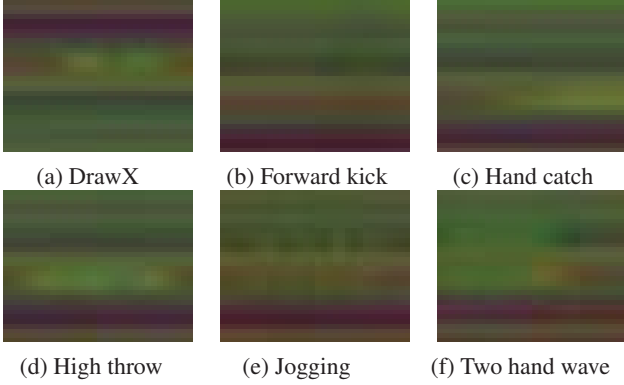 (a) DrawX (b) Forward kick (c) Hand catch
(d) High throw (e) Jogging (f) Two hand wave